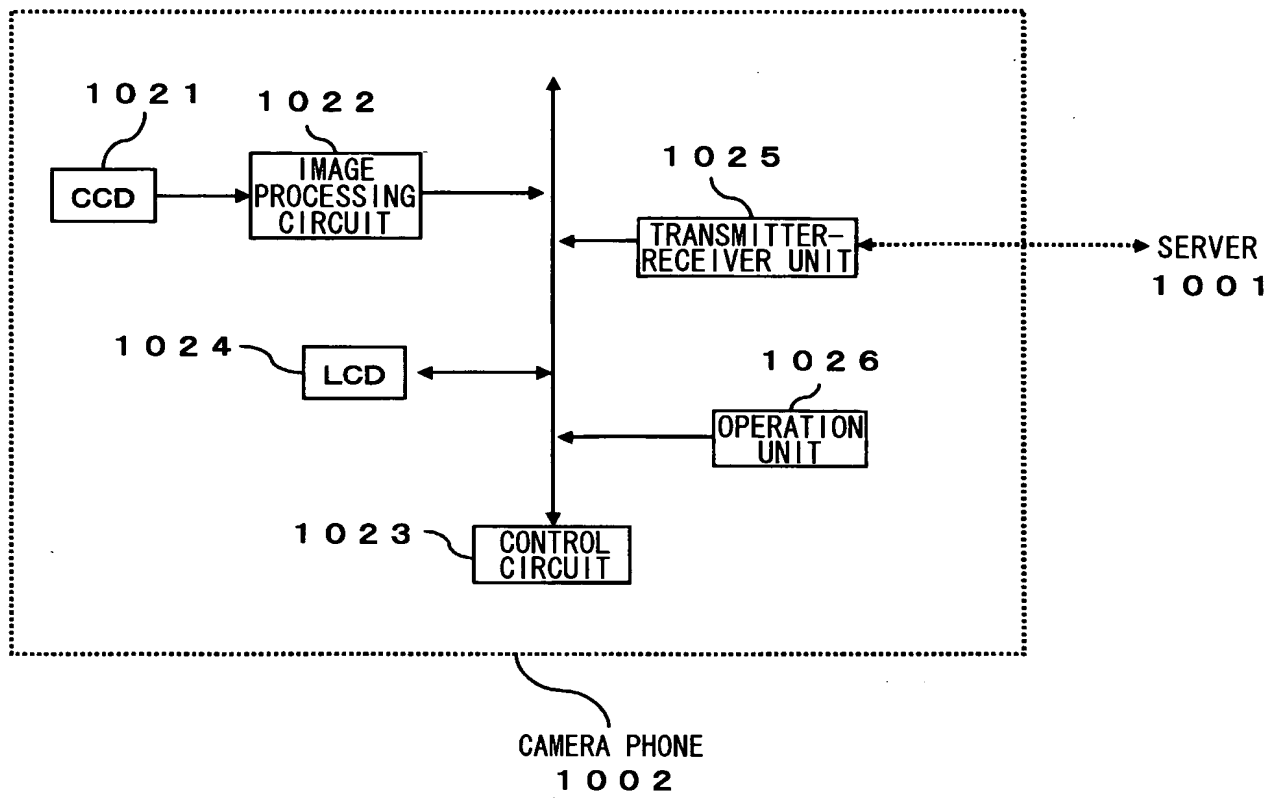 1021
1022
CCD
IMAGE
PROCESSING
CIRCUIT
1025
TRANSMITTER-
RECEIVER UNIT
SERVER
1001
1024
LCD
1026
OPERATION
UNIT
1023
CONTROL
CIRCUIT
CAMERA PHONE
1002